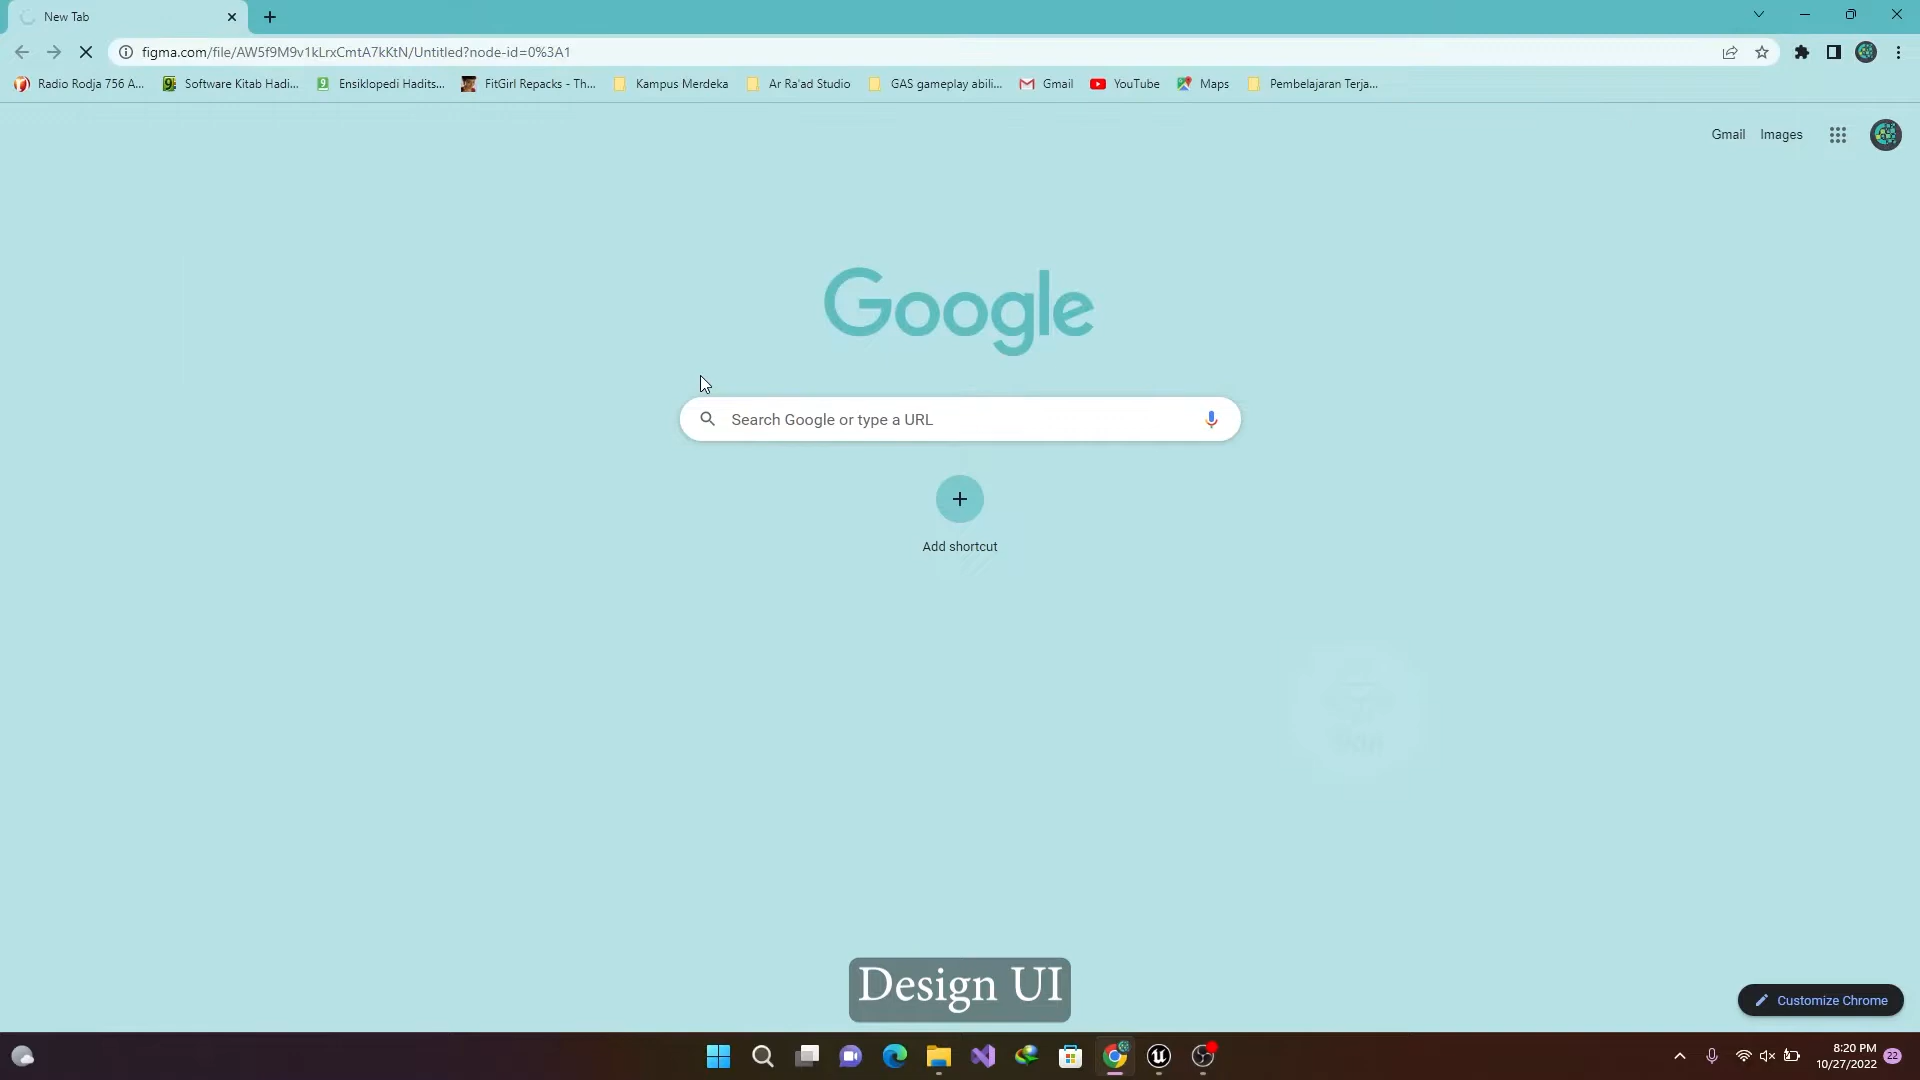 New Tab
figma.com/file/AW5f9M9v1kLrxCmtA7kKtN/Untitled?node-id=0%3A1
Radio Rodja 756 A...
Software Kitab Hadi...
Ensiklopedi Hadits...
FitGirl Repacks - Th...
Kampus Merdeka
Ar Ra'ad Studio
GAS gameplay abili...
Gmail
YouTube
Maps
Pembelajaran Terja...
Gmail
Images
Google
Search Google or type a URL
Add shortcut
Design UI
Customize Chrome
8:20 PM
10/27/2022
22